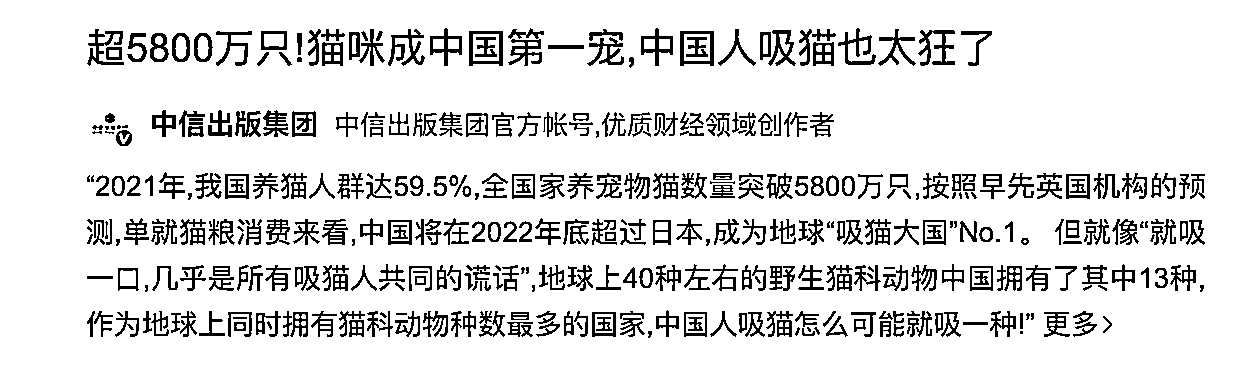 超5800万只!猫咪成中国第一宠,中国人吸猫也太狂了
中信出版集团 中信出版集团官方帐号,优质财经领域创作者
“2021年,我国养猫人群达59.5%,全国家养宠物猫数量突破5800万只,按照早先英国机构的预
测,单就猫粮消费来看,中国将在2022年底超过日本,成为地球“吸猫大国”No.1。 但就像“就吸
一口,几乎是所有吸猫人共同的谎话”,地球上40种左右的野生猫科动物中国拥有了其中13种,
作为地球上同时拥有猫科动物种数最多的国家,中国人吸猫怎么可能就吸一种!” 更多>